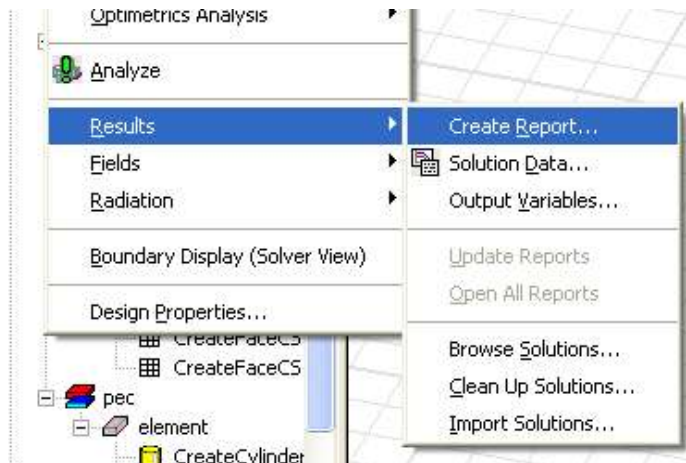 Optimetrics Analysis
Analyze
Results
Fields
Radiation
Boundary Display (Solver View)
Design Properties...
Create Report...
Solution Data...
Output Variables...
Update Reports
Open All Reports
Browse Solutions...
Clean Up Solutions...
Import Solutions...
CreateFaceCS
CreateFaceCS
pec
element
CreateCylinder